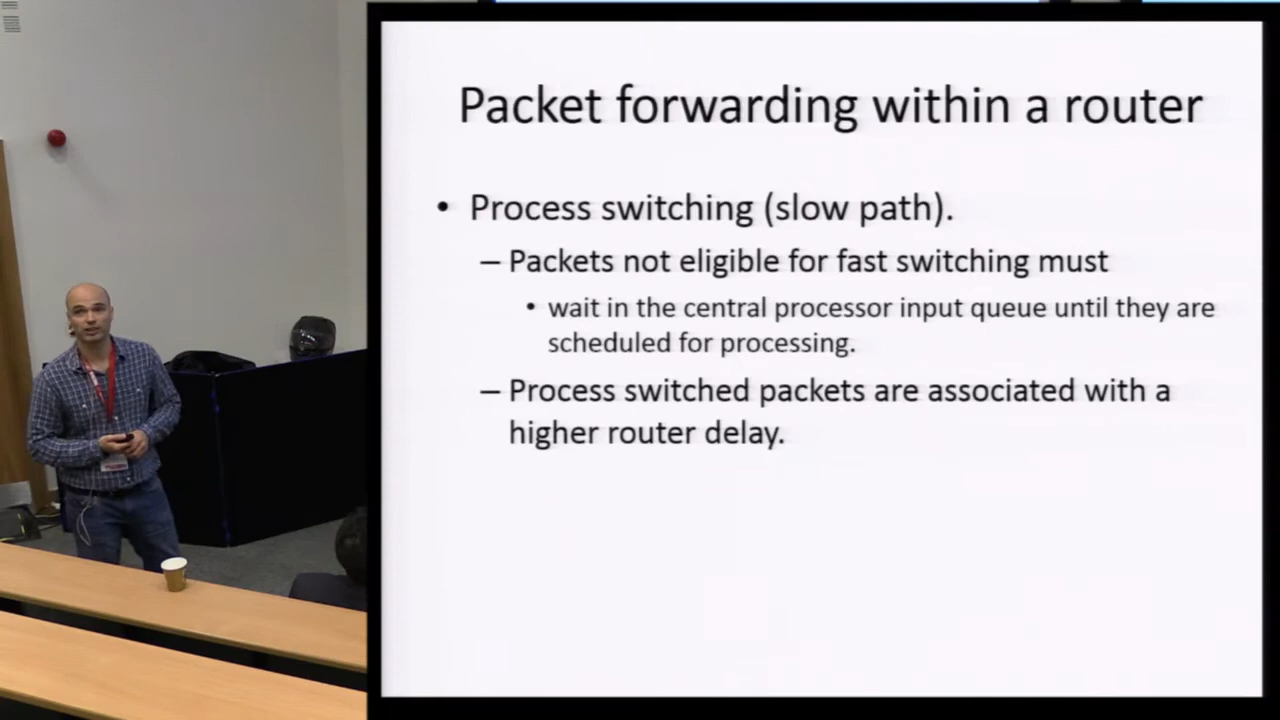 Packet forwarding within a router
• Process switching (slow path).
– Packets not eligible for fast switching must
• wait in the central processor input queue until they are
scheduled for processing.
– Process switched packets are associated with a
higher router delay.